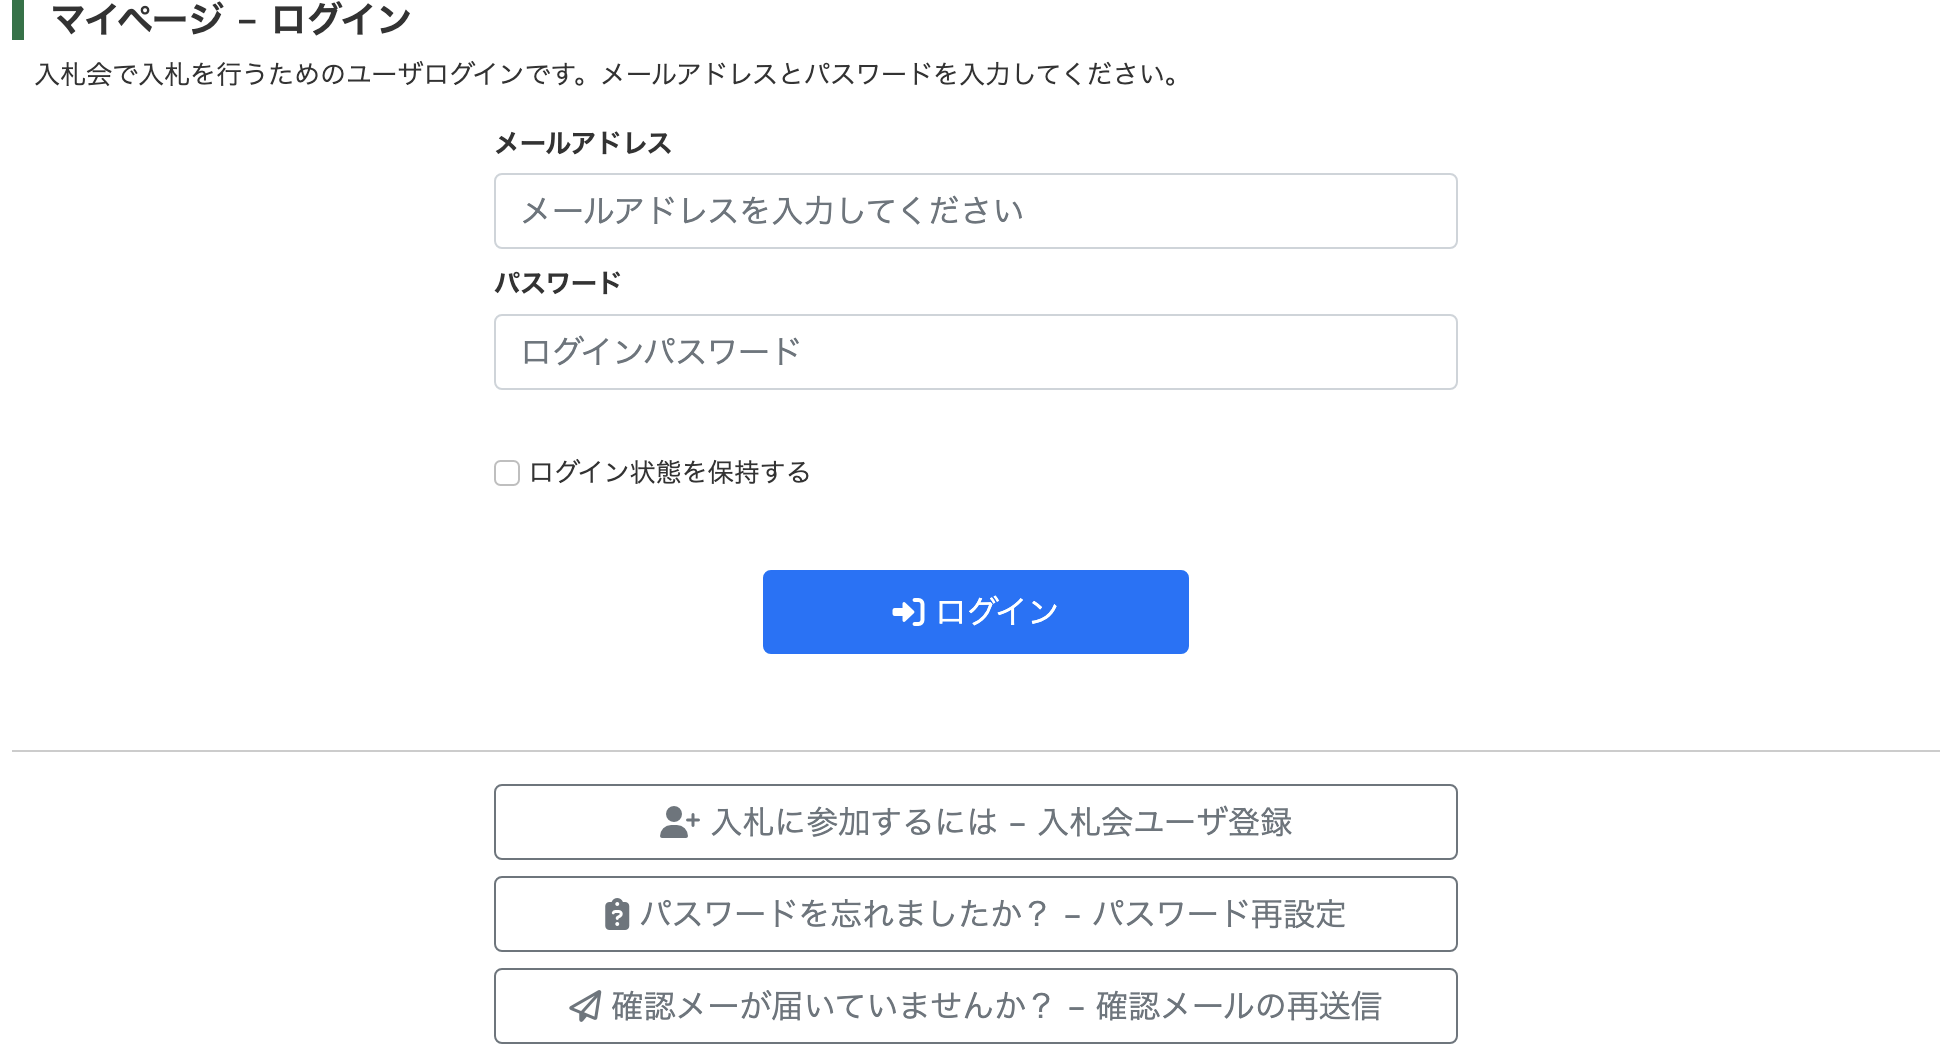 マイページ − ログイン
入札会で入札を行うためのユーザログインです。メールアドレスとパスワードを入力してください。
メールアドレス
メールアドレスを入力してください
パスワード
ログインパスワード
ログイン状態を保持する
ログイン
入札に参加するには − 入札会ユーザ登録
パスワードを忘れましたか？ − パスワード再設定
確認メーが届いていませんか？ − 確認メールの再送信